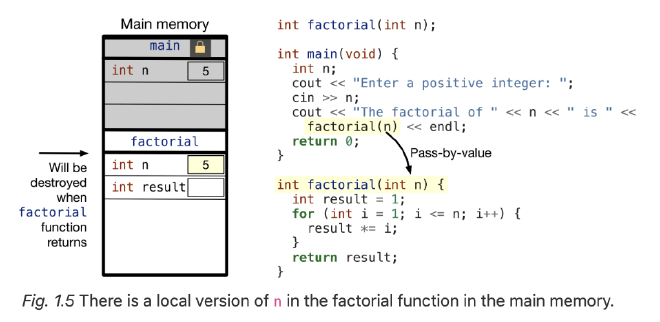 Main memory
main
int n 5
factorial
int n 5
int result
Will be
destroyed
when
factorial
function
returns
int factorial(int n);
int main(void) {
int n;
cout << "Enter a positive integer: ";
cin >> n;
cout << "The factorial of " << n << " is " <<
factorial(n) << endl;
return 0;
}
Pass-by-value
int factorial(int n) {
int result = 1;
for (int i = 1; i <= n; i++) {
result *= i;
}
return result;
}
Fig. 1.5 There is a local version of n in the factorial function in the main memory.